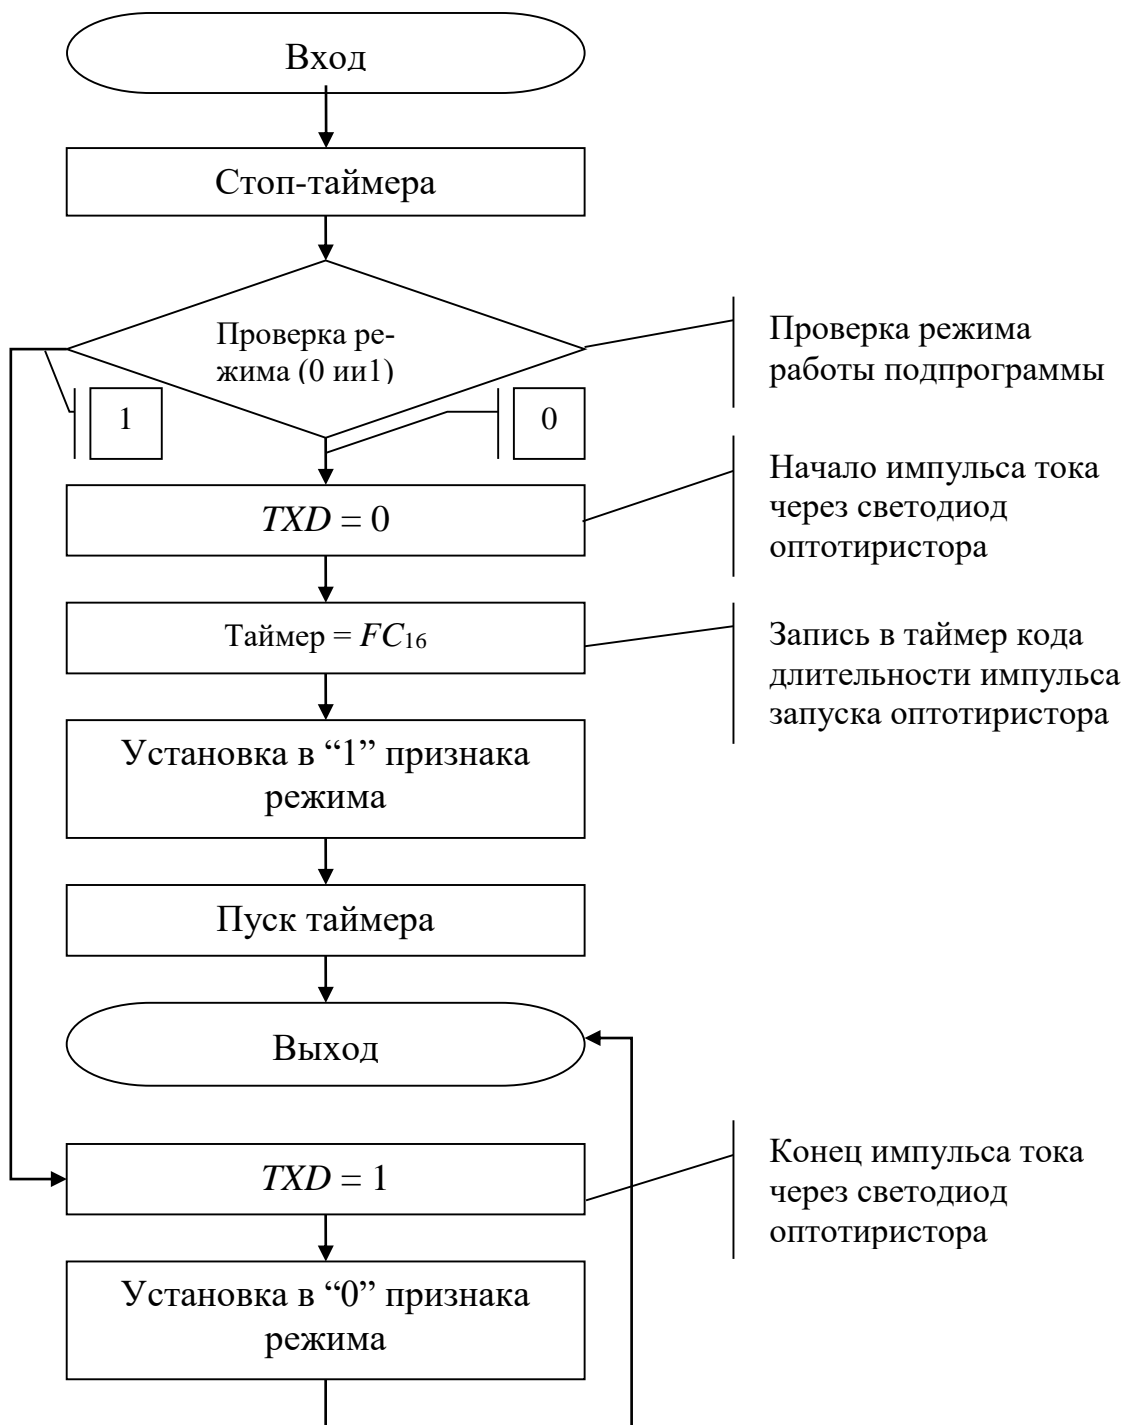 Вход
Стоп-таймера
Проверка ре-
жима (0 ии1)
Проверка режима
работы подпрограммы
1
0
TXD = 0
Начало импульса тока
через светодиод
оптотиристора
Таймер = FC16
Запись в таймер кода
длительности импульса
запуска оптотиристора
Установка в “1” признака
режима
Пуск таймера
Выход
TXD = 1
Конец импульса тока
через светодиод
оптотиристора
Установка в “0” признака
режима